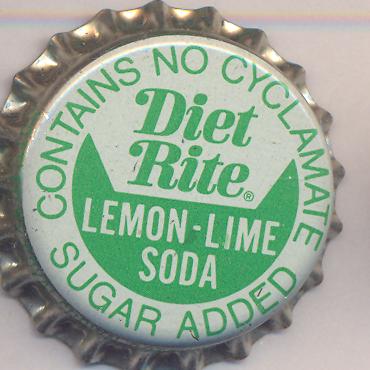 CONTAINS NO CYCLAMATE
Diet
Rite®
LEMON-LIME
SODA
SUGAR ADDED